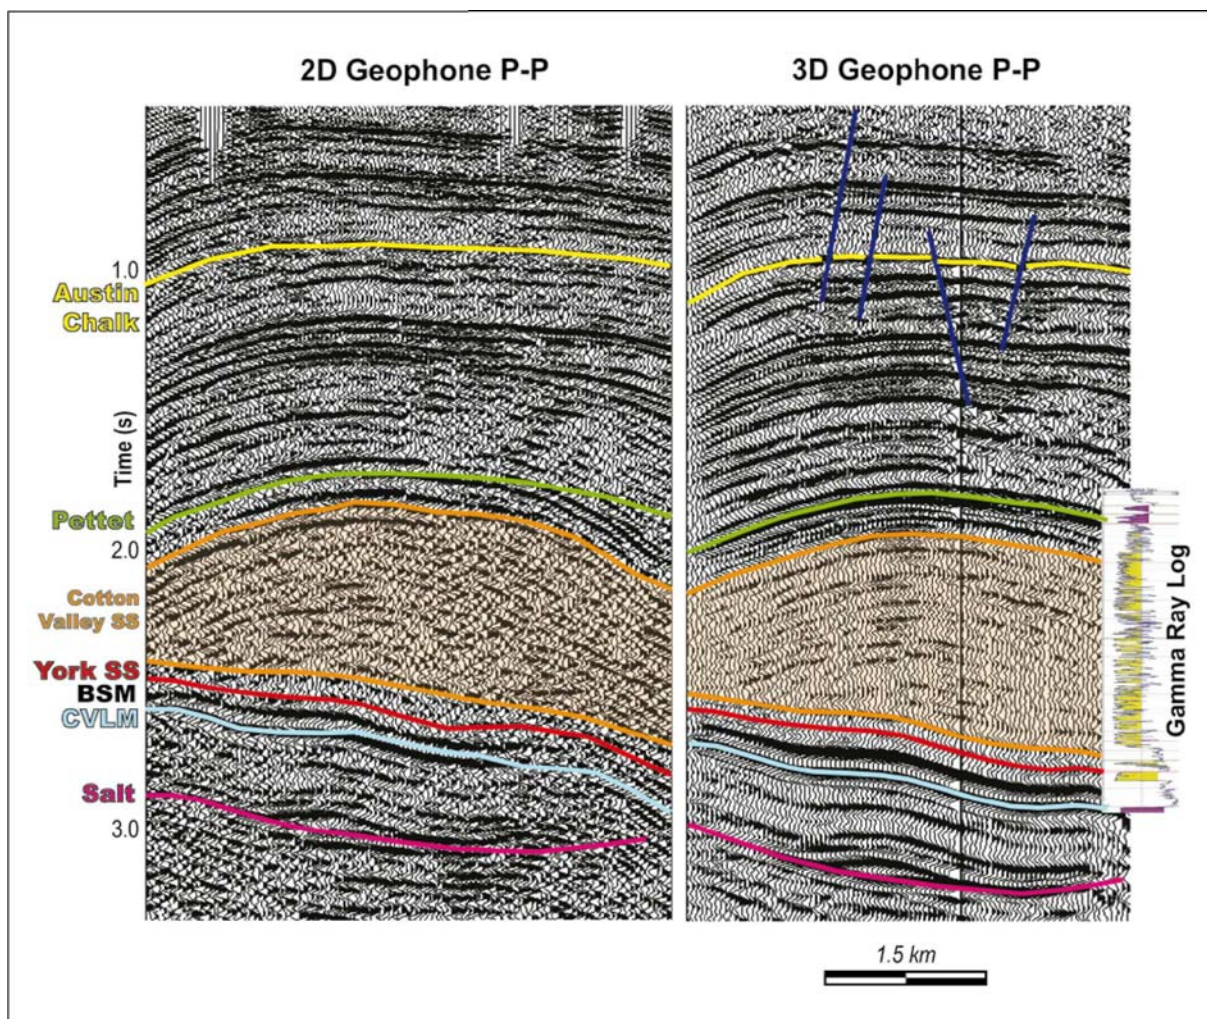 2D Geophone P-P
3D Geophone P-P
1.0
Austin
Chalk
Time (s)
Pettet
2.0
Cotton
Valley SS
York SS
BSM
CVLM
Salt
3.0
Gamma Ray Log
1.5 km